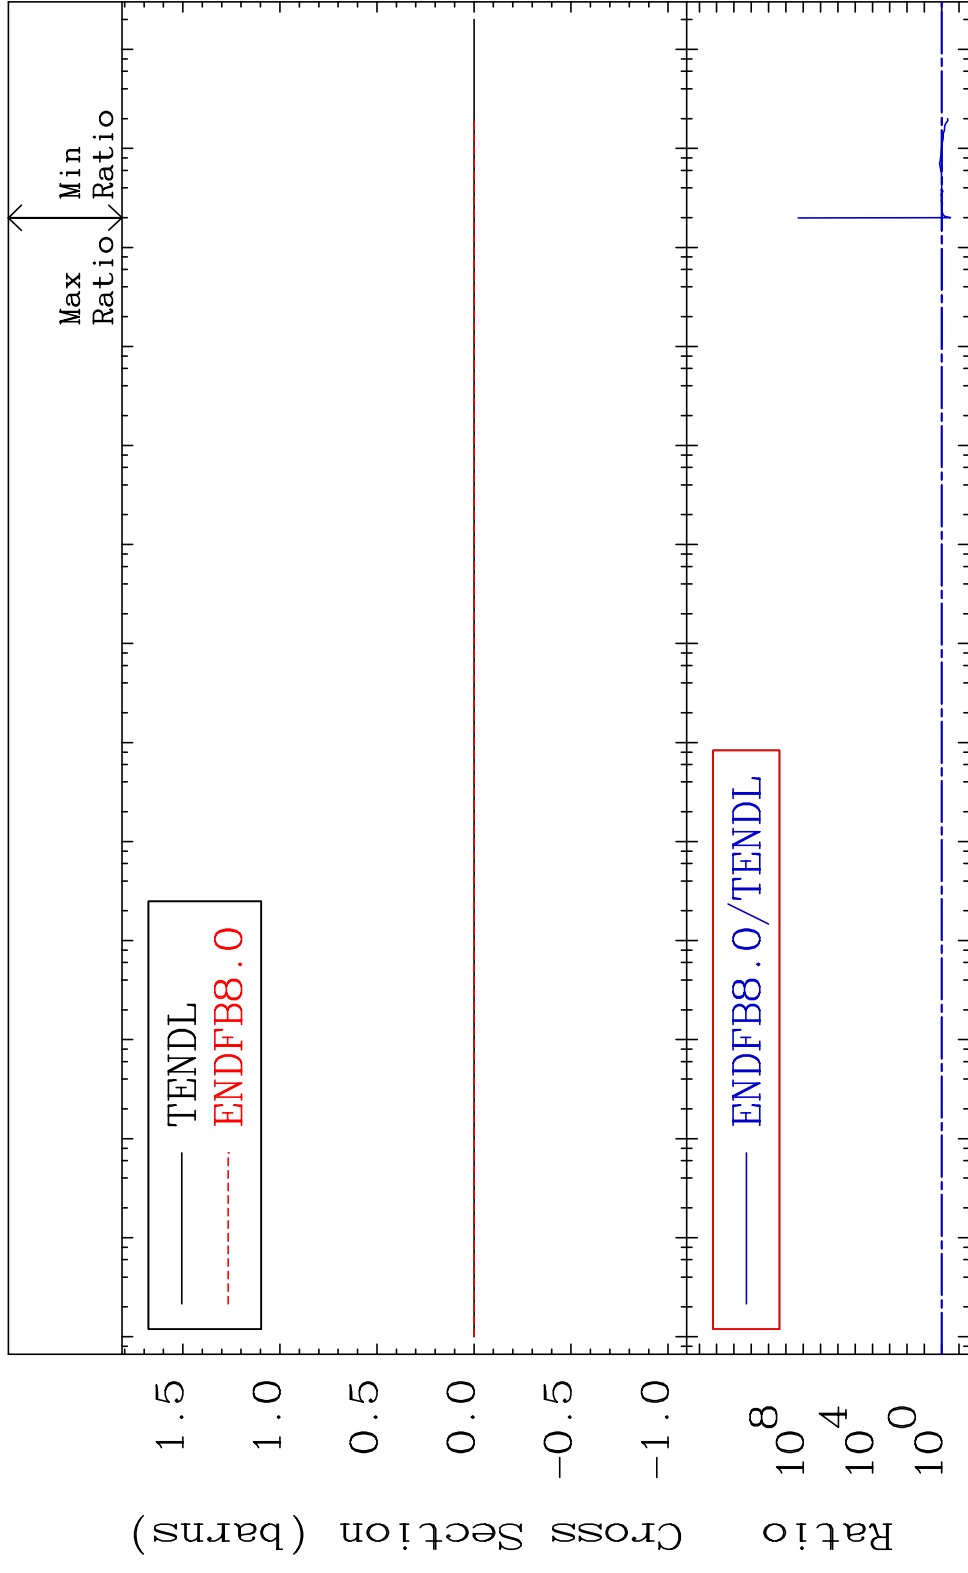 Max
Ratio
Min
Ratio
TENDL
ENDFB8.0
1.5
1.0
0.5
0.0
-0.5
-1.0
Cross Section (barns)
ENDFB8.0/TENDL
10^8
10^4
10^0
Ratio